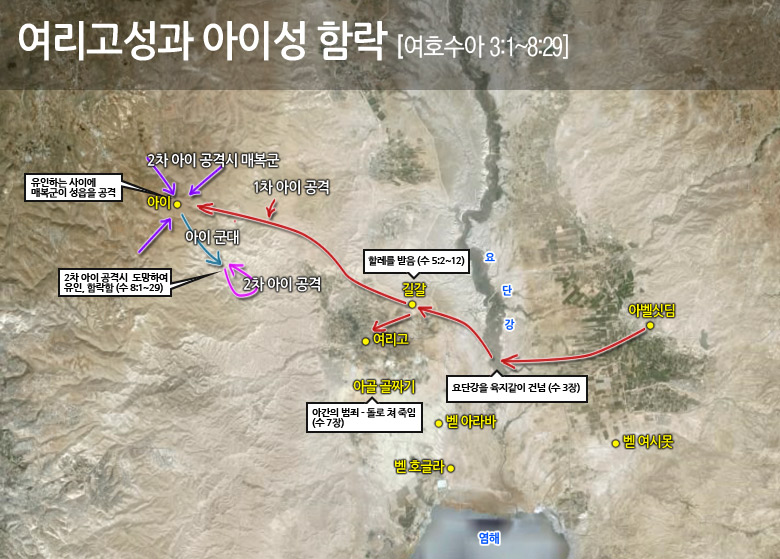 여리고성과 아이성 함락 [여호수아 3:1~8:29]
2차 아이 공격시 매복군
유인하는 사이에
매복군이 성읍을 공격
1차 아이 공격
아이
아이 군대
2차 아이 공격시 도망하여
유인, 함락함 (수 8:1~29)
2차 아이 공격
할례를 받음 (수 5:2~12)
길갈
요
단
강
아벨싯딤
여리고
아골 골짜기
요단강을 육지같이 건넘 (수 3장)
아간의 범죄 - 돌로 쳐 죽임
(수 7장)
벧 아라바
벧 여시못
벧 호글라
염해